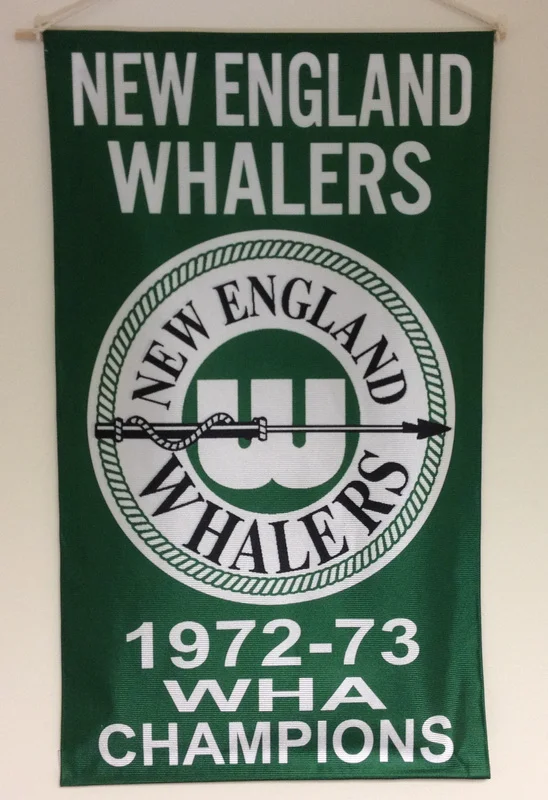 NEW ENGLAND
WHALERS
NEW ENGLAND
W
WHALERS
1972-73
WHA
CHAMPIONS